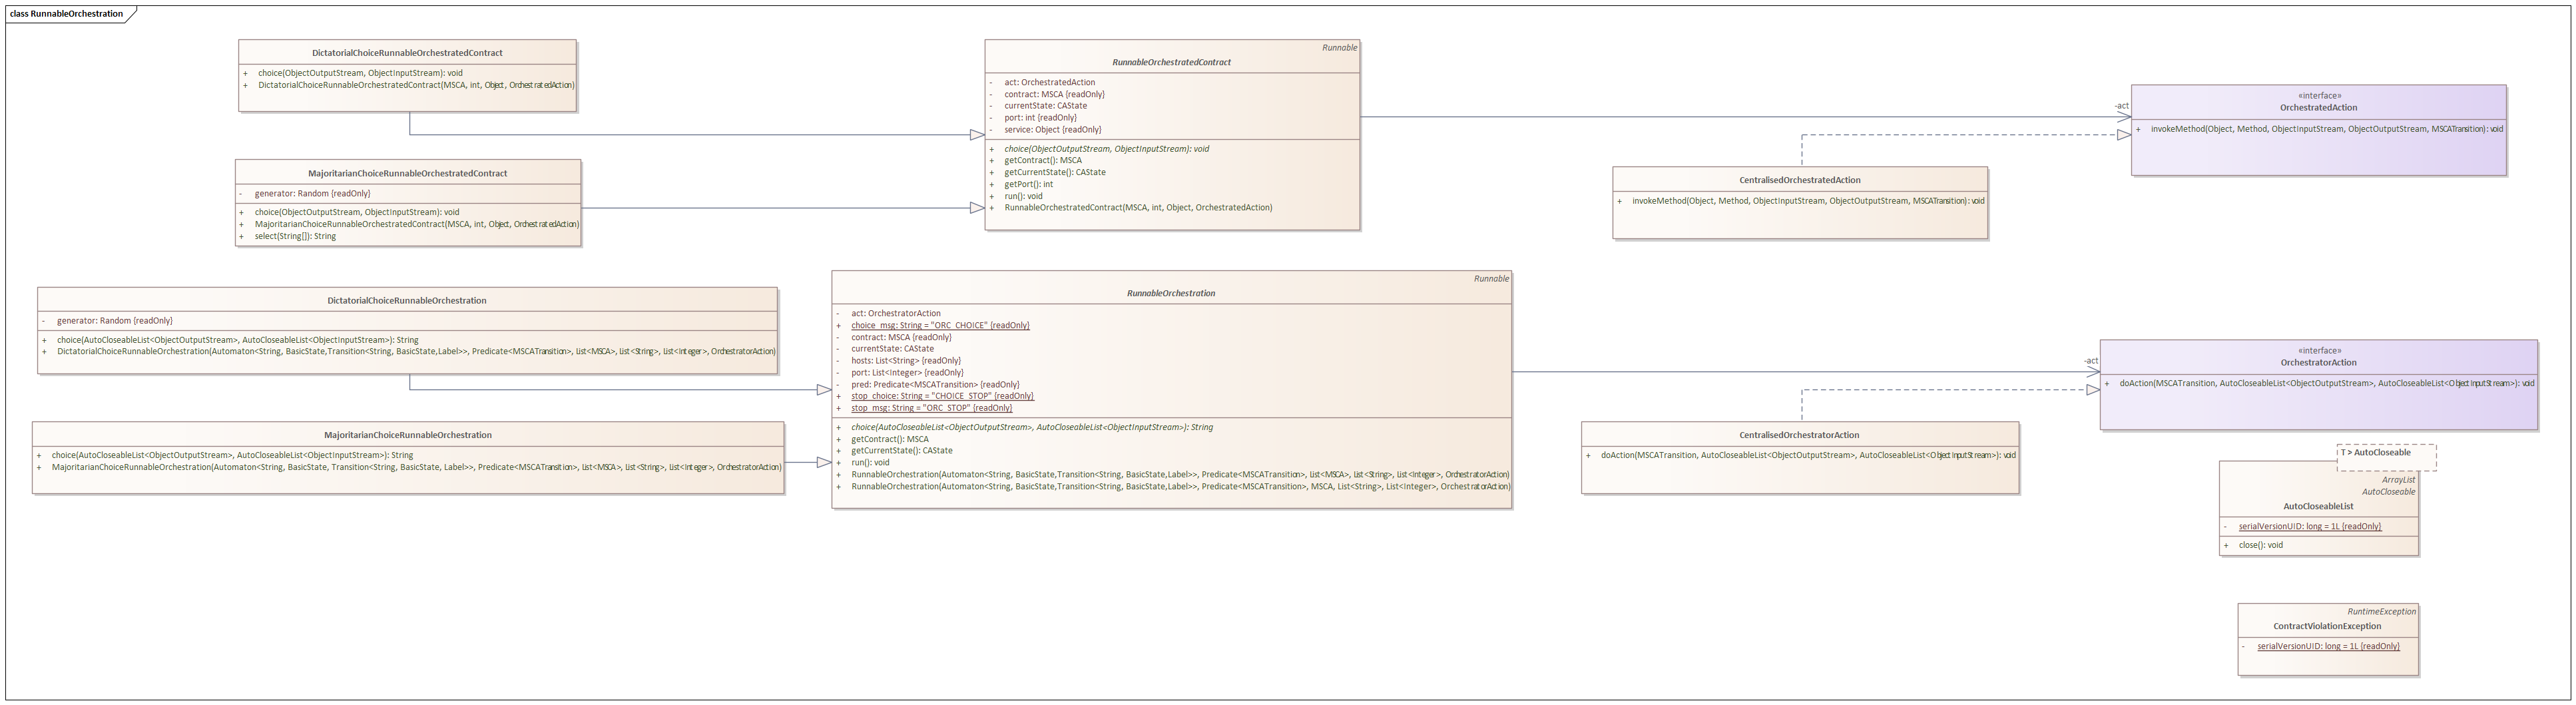 class RunnableOrchestration
DictatorialChoiceRunnableOrchestratedContract
+ choice(ObjectOutputStream, ObjectInputStream): void
+ DictatorialChoiceRunnableOrchestratedContract(MSCA, int, Object, OrchestratedAction)
MajoritarianChoiceRunnableOrchestratedContract
- generator: Random {readOnly}
+ choice(ObjectOutputStream, ObjectInputStream): void
+ MajoritarianChoiceRunnableOrchestratedContract(MSCA, int, Object, OrchestratedAction)
+ select(String[]): String
Runnable
RunnableOrchestratedContract
- act: OrchestratedAction
- contract: MSCA {readOnly}
- currentState: CAState
- port: int {readOnly}
- service: Object {readOnly}
+ choice(ObjectOutputStream, ObjectInputStream): void
+ getContract(): MSCA
+ getCurrentState(): CAState
+ getPort(): int
+ run(): void
+ RunnableOrchestratedContract(MSCA, int, Object, OrchestratedAction)
-act
«interface»
OrchestratedAction
+ invokeMethod(Object, Method, ObjectInputStream, ObjectOutputStream, MSCATransition): void
CentralisedOrchestratedAction
+ invokeMethod(Object, Method, ObjectInputStream, ObjectOutputStream, MSCATransition): void
DictatorialChoiceRunnableOrchestration
- generator: Random {readOnly}
+ choice(AutoCloseableList<ObjectOutputStream>, AutoCloseableList<ObjectInputStream>): String
+ DictatorialChoiceRunnableOrchestration(Automaton<String, BasicState,Transition<String, BasicState,Label>>, Predicate<MSCATransition>, List<MSCA>, List<String>, List<Integer>, OrchestratorAction)
MajoritarianChoiceRunnableOrchestration
+ choice(AutoCloseableList<ObjectOutputStream>, AutoCloseableList<ObjectInputStream>): String
+ MajoritarianChoiceRunnableOrchestration(Automaton<String, BasicState, Transition<String, BasicState, Label>>, Predicate<MSCATransition>, List<MSCA>, List<String>, List<Integer>, OrchestratorAction)
Runnable
RunnableOrchestration
- act: OrchestratorAction
+ choice_msg: String = "ORC_CHOICE" {readOnly}
- contract: MSCA {readOnly}
- currentState: CAState
- hosts: List<String> {readOnly}
- port: List<Integer> {readOnly}
- pred: Predicate<MSCATransition> {readOnly}
+ stop_choice: String = "CHOICE_STOP" {readOnly}
+ stop_msg: String = "ORC_STOP" {readOnly}
+ choice(AutoCloseableList<ObjectOutputStream>, AutoCloseableList<ObjectInputStream>): String
+ getContract(): MSCA
+ getCurrentState(): CAState
+ run(): void
+ RunnableOrchestration(Automaton<String, BasicState,Transition<String, BasicState,Label>>, Predicate<MSCATransition>, List<MSCA>, List<String>, List<Integer>, OrchestratorAction)
+ RunnableOrchestration(Automaton<String, BasicState,Transition<String, BasicState,Label>>, Predicate<MSCATransition>, MSCA, List<String>, List<Integer>, OrchestratorAction)
-act
«interface»
OrchestratorAction
+ doAction(MSCATransition, AutoCloseableList<ObjectOutputStream>, AutoCloseableList<ObjectInputStream>): void
CentralisedOrchestratorAction
+ doAction(MSCATransition, AutoCloseableList<ObjectOutputStream>, AutoCloseableList<ObjectInputStream>): void
T > AutoCloseable
ArrayList
AutoCloseable
AutoCloseableList
- serialVersionUID: long = 1L {readOnly}
+ close(): void
RuntimeException
ContractViolationException
- serialVersionUID: long = 1L {readOnly}